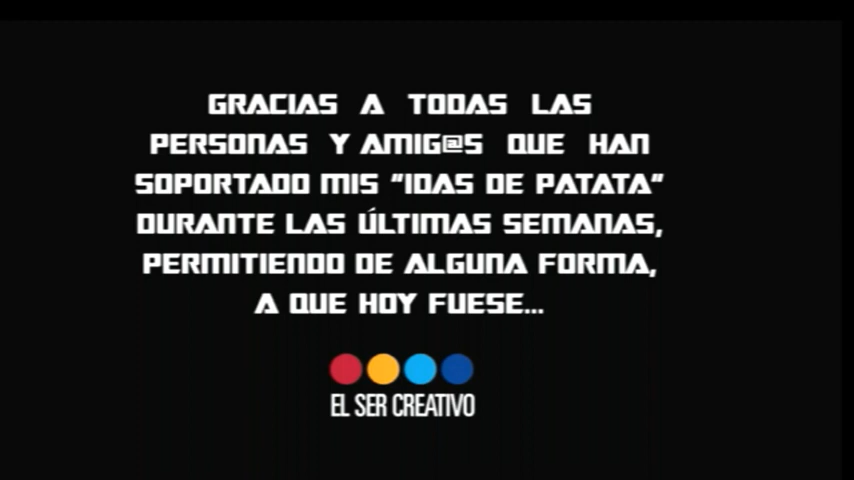 GRACIAS A TODAS LAS
PERSONAS Y AMIG@S QUE HAN
SOPORTADO MIS "IDAS DE PATATA"
DURANTE LAS ÚLTIMAS SEMANAS,
PERMITIENDO DE ALGUNA FORMA,
A QUE HOY FUESE...
EL SER CREATIVO